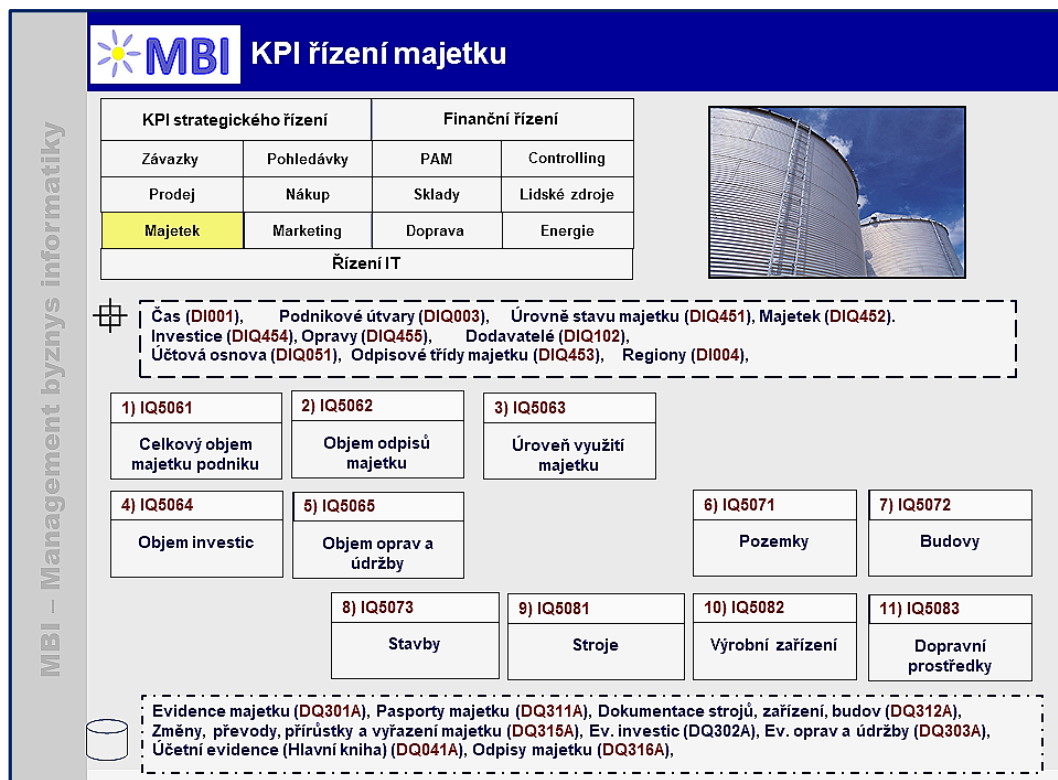 MBI
KPI řízení majetku
MBI – Management byznys informatiky
KPI strategického řízení
Finanční řízení
Závazky
Pohledávky
PAM
Controlling
Prodej
Nákup
Sklady
Lidské zdroje
Majetek
Marketing
Doprava
Energie
Řízení IT
Čas (DI001), Podnikové útvary (DIQ003), Úrovně stavu majetku (DIQ451), Majetek (DIQ452).
Investice (DIQ454), Opravy (DIQ455), Dodavatelé (DIQ102),
Účtová osnova (DIQ051), Odpisové třídy majetku (DIQ453), Regiony (DI004),
1) IQ5061
Celkový objem
majetku podniku
2) IQ5062
Objem odpisů
majetku
3) IQ5063
Úroveň využití
majetku
4) IQ5064
Objem investic
5) IQ5065
Objem oprav a
údržby
6) IQ5071
Pozemky
7) IQ5072
Budovy
8) IQ5073
Stavby
9) IQ5081
Stroje
10) IQ5082
Výrobní zařízení
11) IQ5083
Dopravní
prostředky
Evidence majetku (DQ301A), Pasporty majetku (DQ311A), Dokumentace strojů, zařízení, budov (DQ312A),
Změny, převody, přírůstky a vyřazení majetku (DQ315A), Ev. investic (DQ302A), Ev. oprav a údržby (DQ303A),
Účetní evidence (Hlavní kniha) (DQ041A), Odpisy majetku (DQ316A),